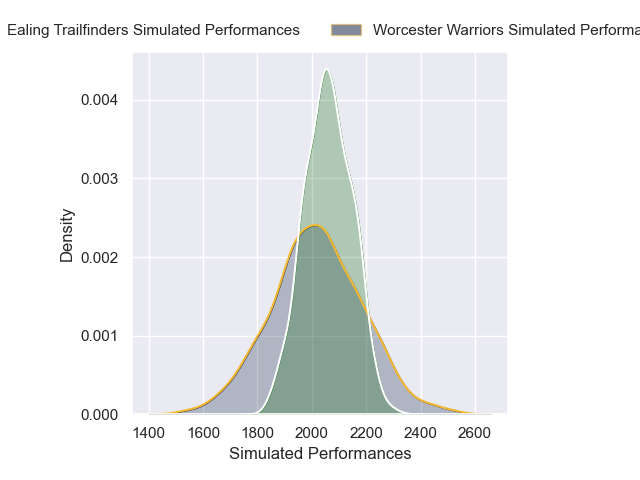 Ealing Trailfinders Simulated Performances
Worcester Warriors Simulated Performa
0.004
0.003
0.002
0.001
0.000
Density
1400 1600 1800 2000 2200 2400 2600
Simulated Performances